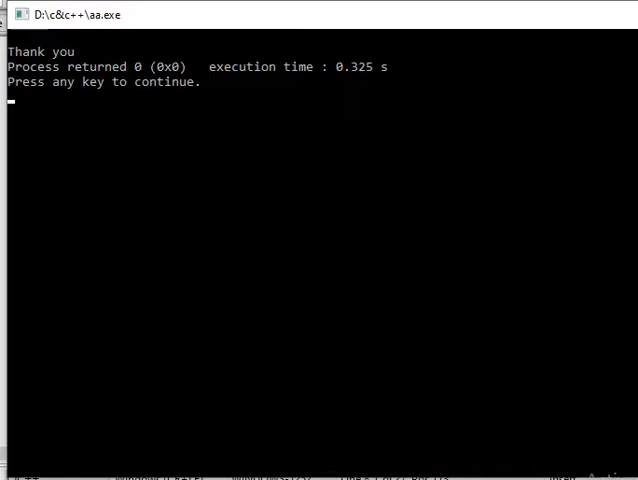 D:\c&c++\aa.exe
Thank you
Process returned 0 (0x0)   execution time : 0.325 s
Press any key to continue.